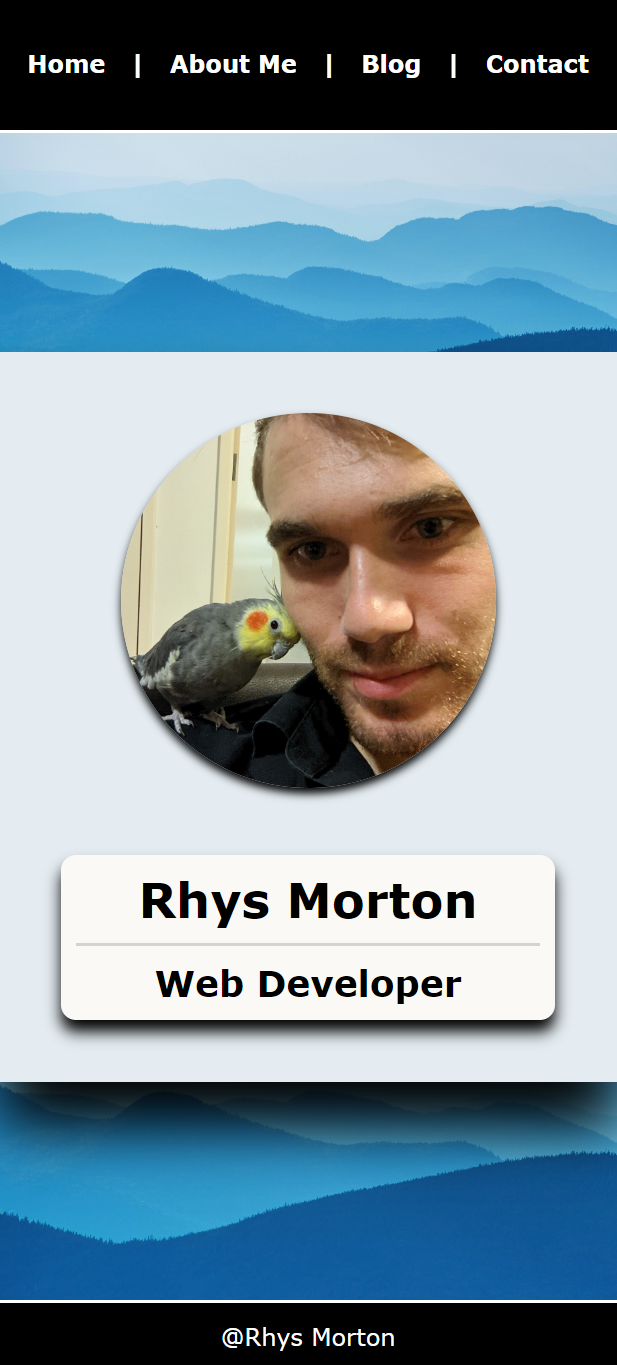 Home | About Me | Blog | Contact
Rhys Morton
Web Developer
@Rhys Morton